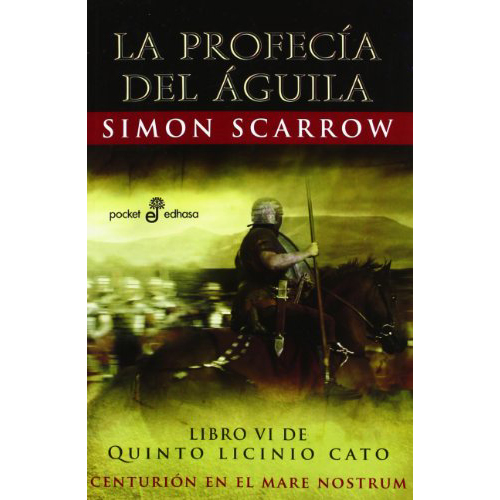 LA PROFECÍA
DEL ÁGUILA
SIMON SCARROW
pocket edhasa
LIBRO VI DE
QUINTO LICINIO CATO
CENTURIÓN EN EL MARE NOSTRUM